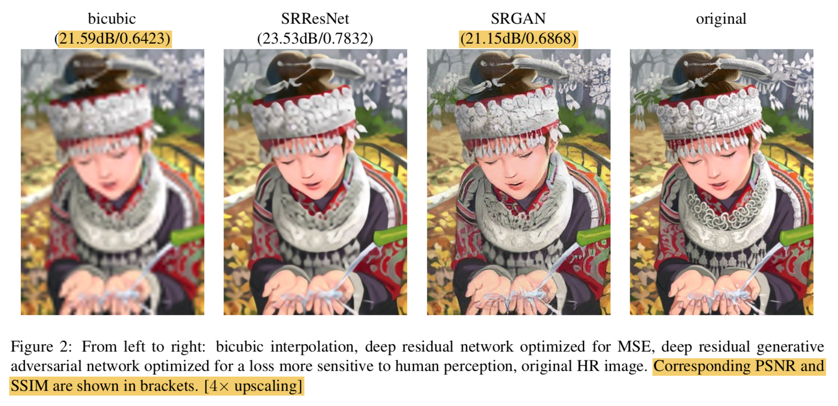 bicubic
(21.59dB/0.6423)
SRResNet
(23.53dB/0.7832)
SRGAN
(21.15dB/0.6868)
original
Figure 2: From left to right: bicubic interpolation, deep residual network optimized for MSE, deep residual generative
adversarial network optimized for a loss more sensitive to human perception, original HR image. Corresponding PSNR and
SSIM are shown in brackets. [4× upscaling]